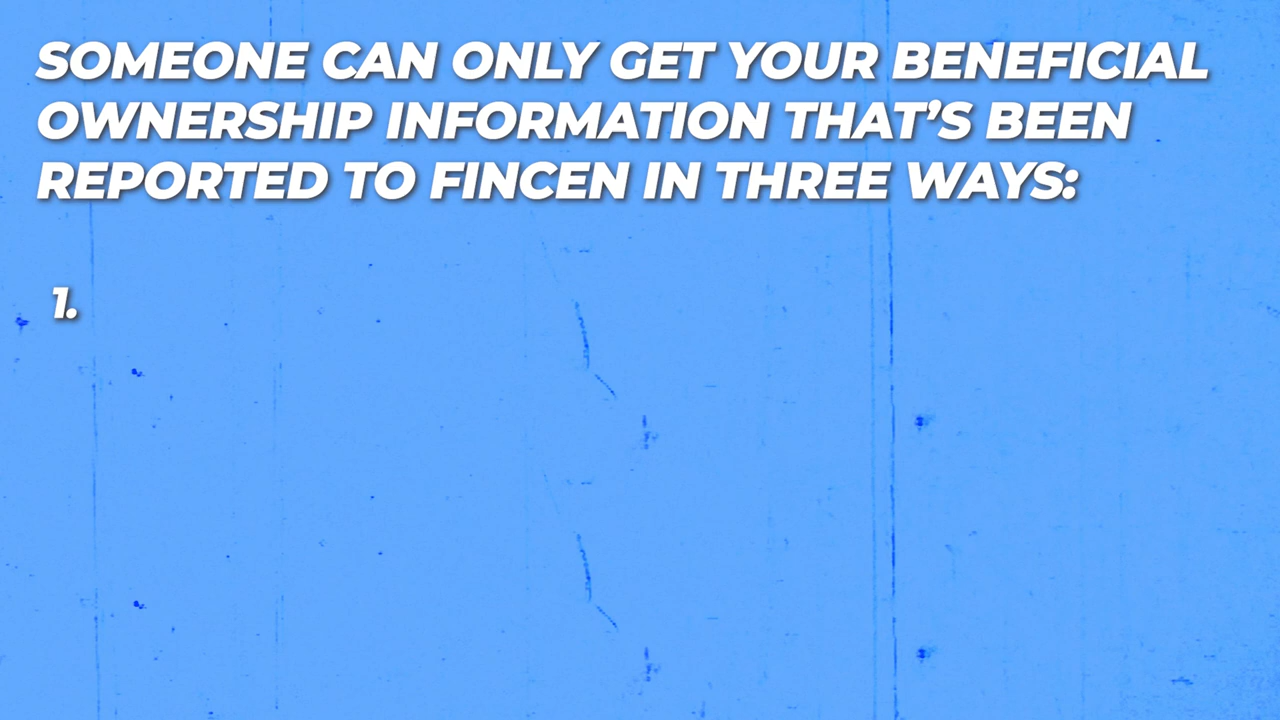 SOMEONE CAN ONLY GET YOUR BENEFICIAL
OWNERSHIP INFORMATION THAT’S BEEN
REPORTED TO FINCEN IN THREE WAYS:
1.